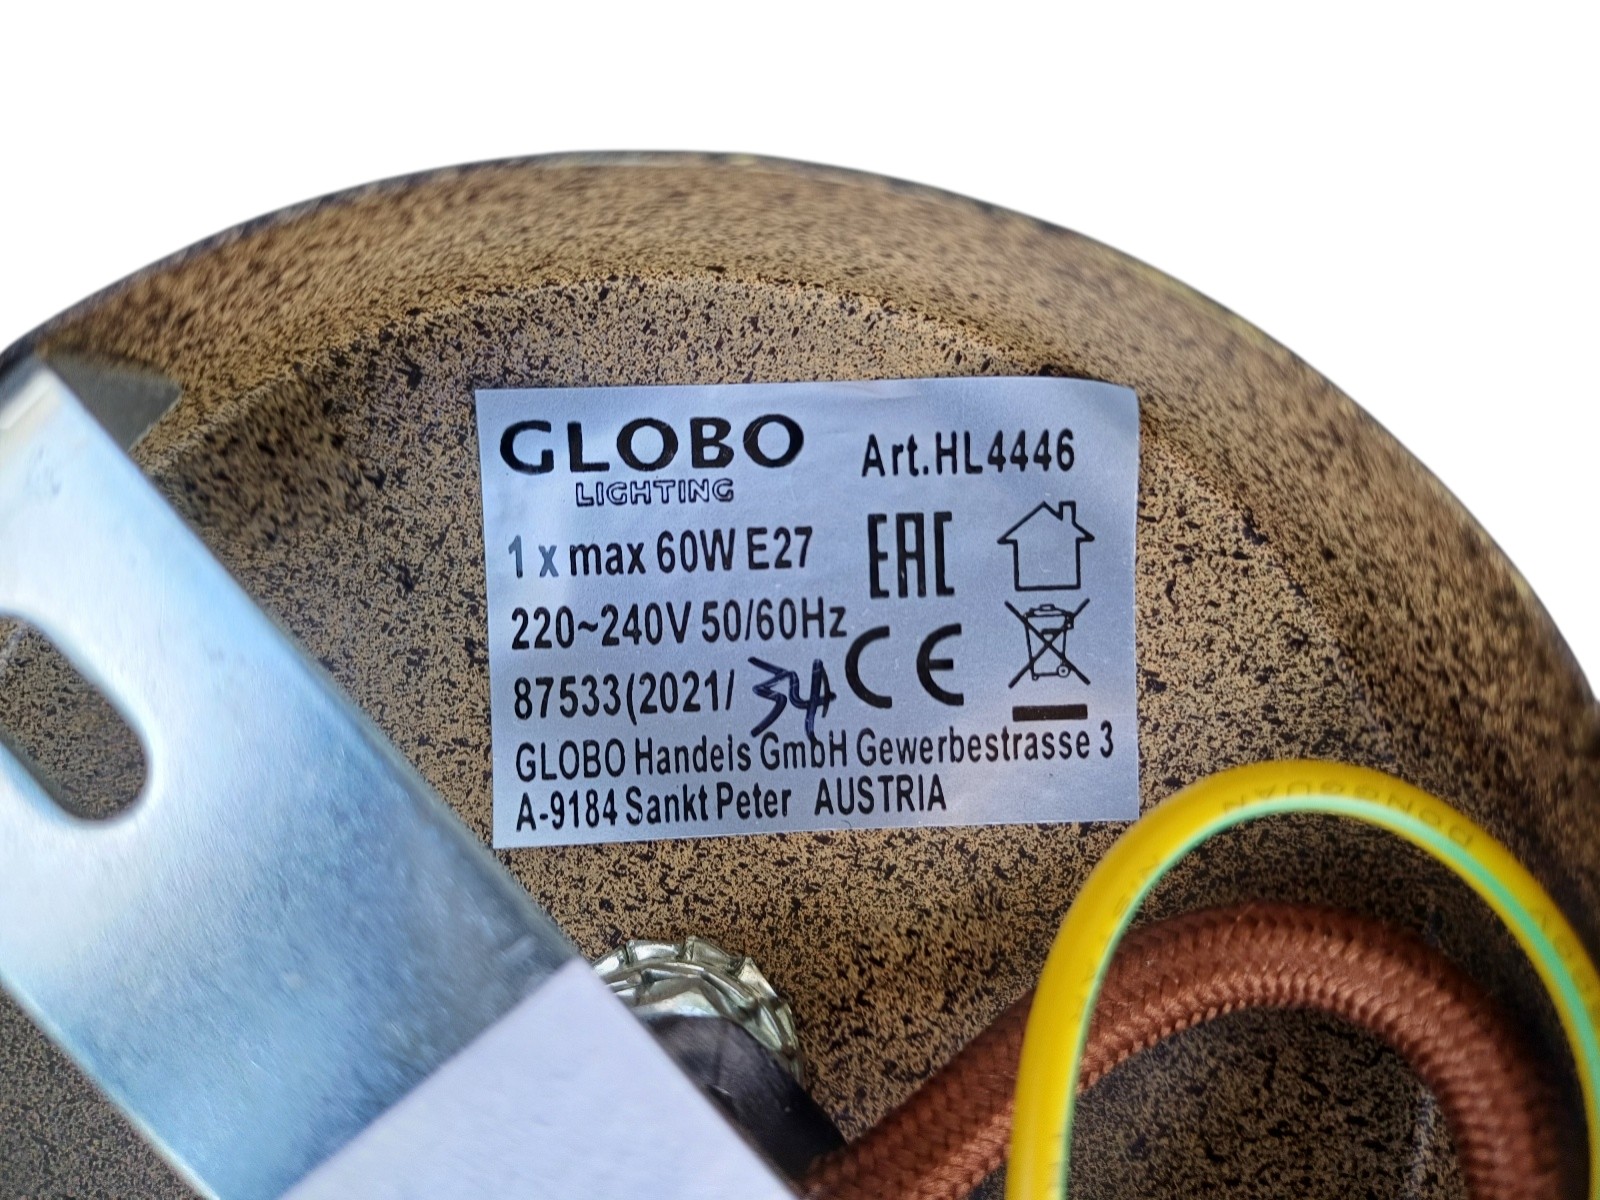 GLOBO
LIGHTING
Art.HL4446
1 x max 60W E27
EAC
220~240V 50/60Hz
CE
87533(2021/ 34
GLOBO Handels GmbH Gewerbestrasse 3
A-9184 Sankt Peter AUSTRIA
DONGGUAN